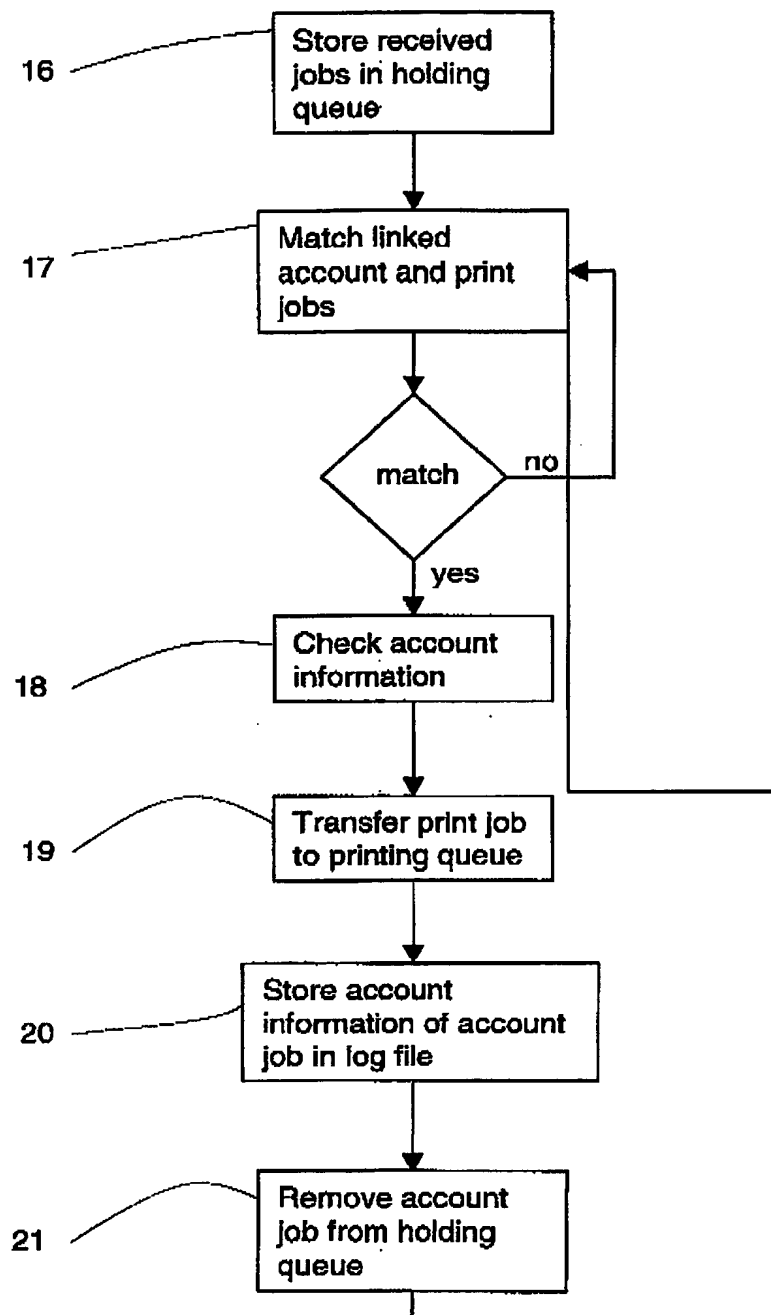 16
Store received
jobs in holding
queue
17
Match linked
account and print
jobs
match
no
yes
18
Check account
information
19
Transfer print job
to printing queue
20
Store account
information of account
job in log file
21
Remove account
job from holding
queue